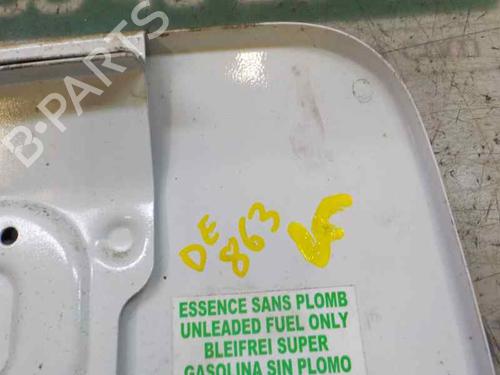 B-PARTS
DE
863
VF
ESSENCE SANS PLOMB
UNLEADED FUEL ONLY
BLEIFREI SUPER
GASOLINA SIN PLOMO